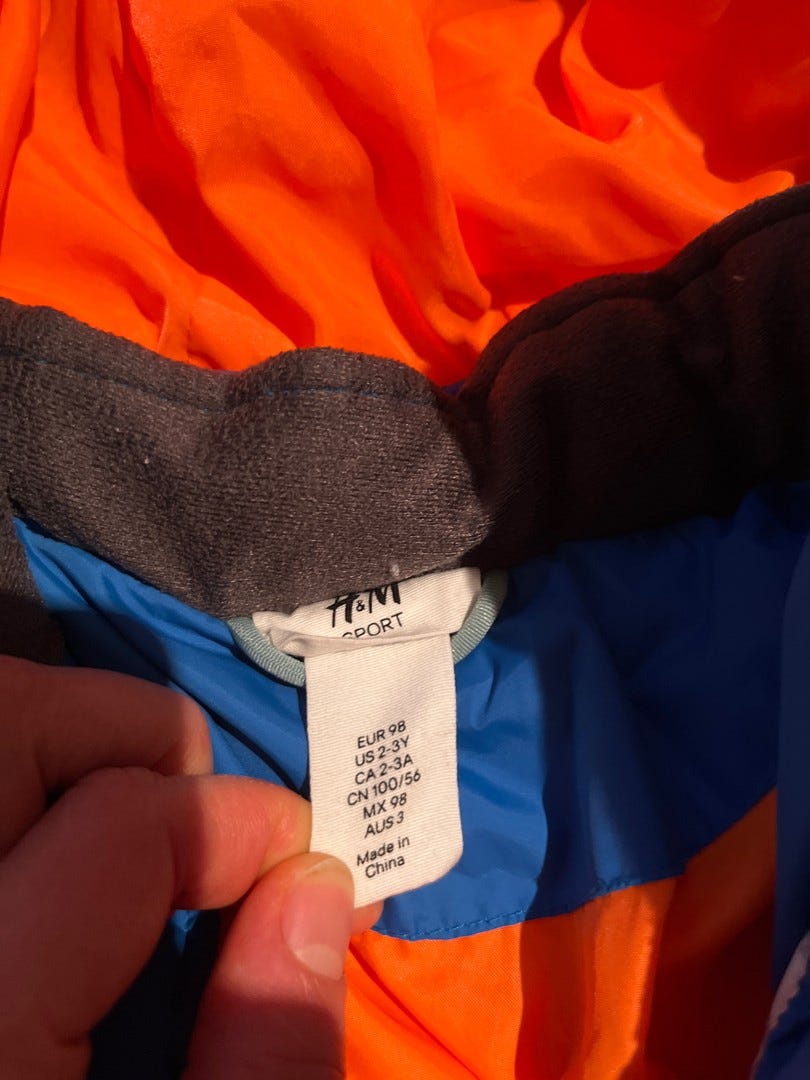 H&M
SPORT
EUR 98
US 2-3Y
CA 2-3A
CN 100/56
MX 98
AUS 3
Made in
China